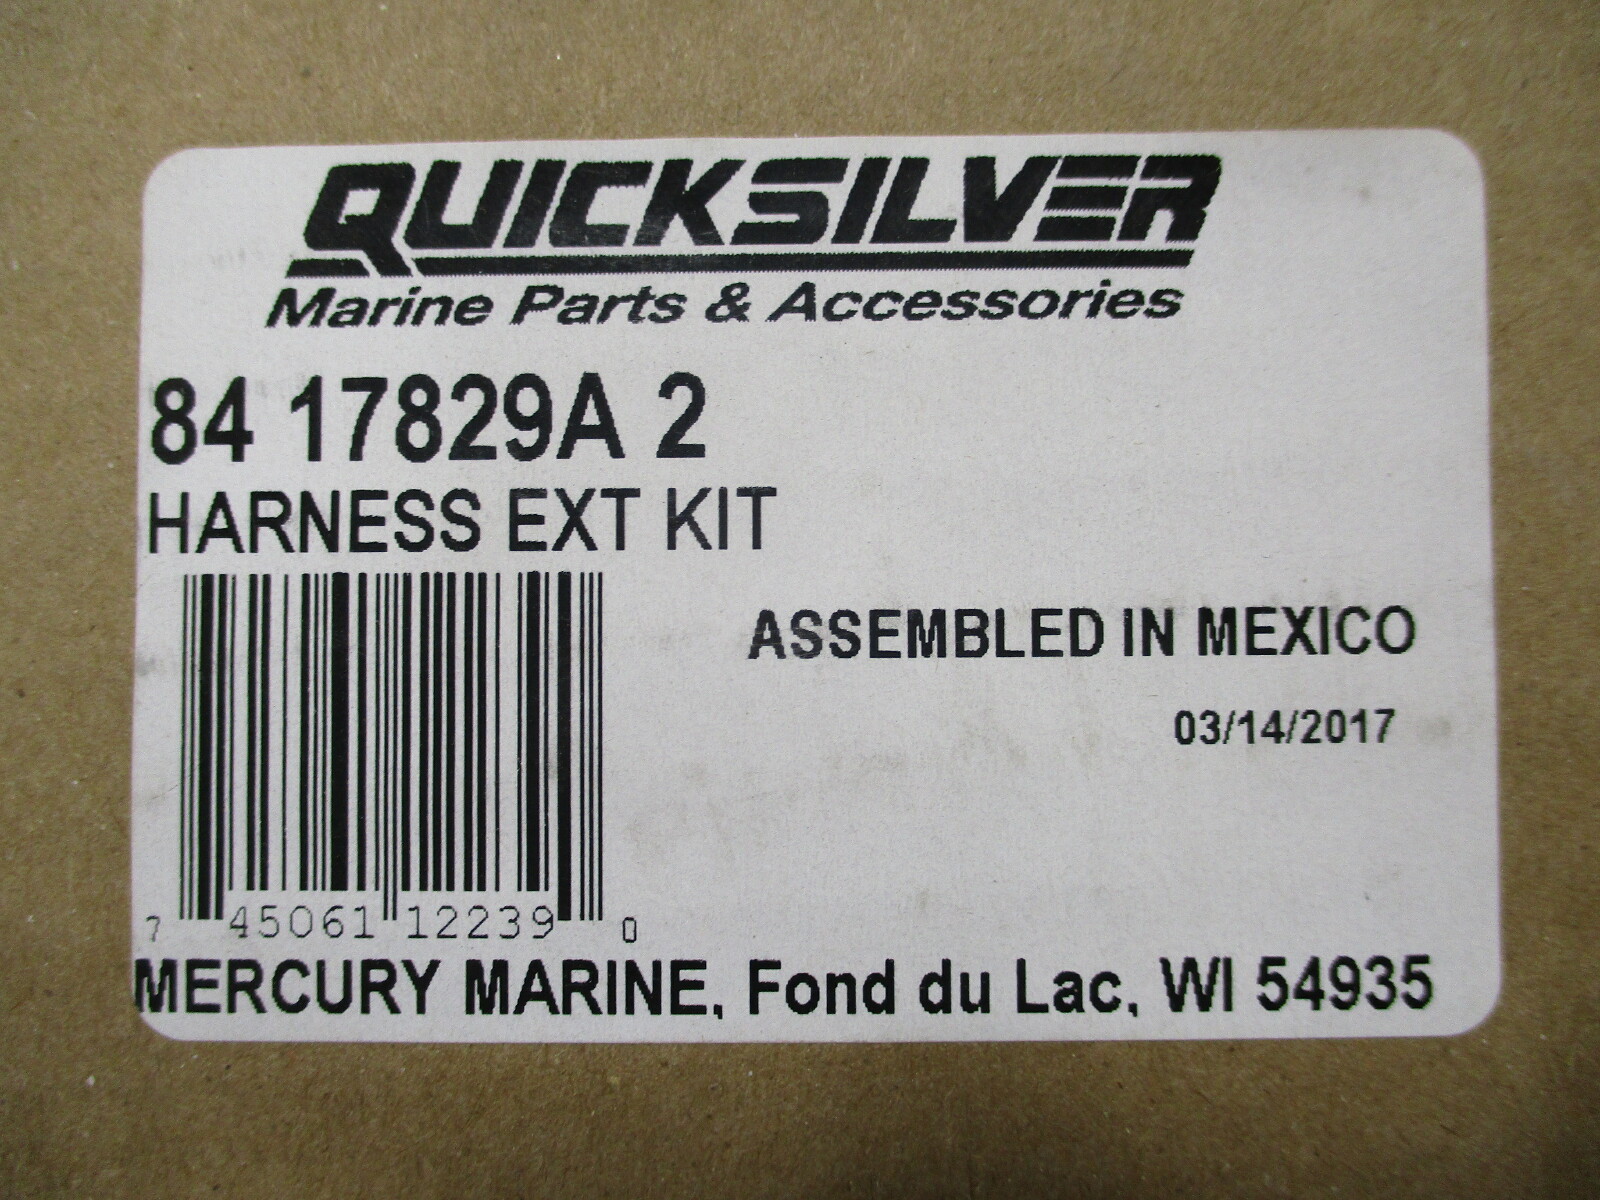 QUICKSILVER
Marine Parts & Accessories
84 17829A 2
HARNESS EXT KIT
ASSEMBLED IN MEXICO
03/14/2017
7 45061 12239 0
MERCURY MARINE, Fond du Lac, WI 54935